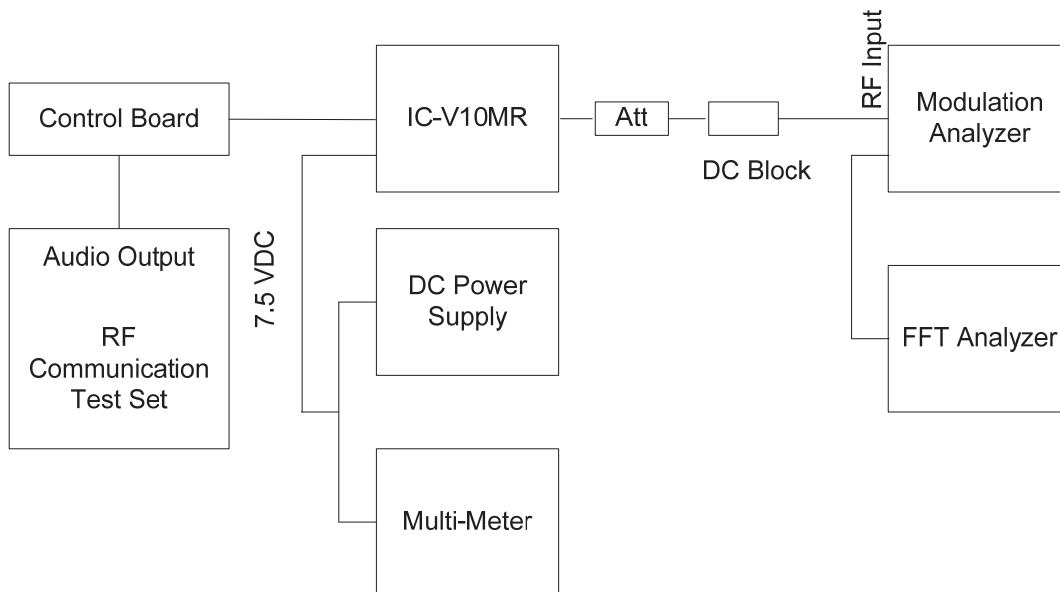 Control Board
IC-V10MR
Att
DC Block
RF Input
Modulation
Analyzer
Audio Output
RF
Communication
Test Set
7.5 VDC
DC Power
Supply
FFT Analyzer
Multi-Meter